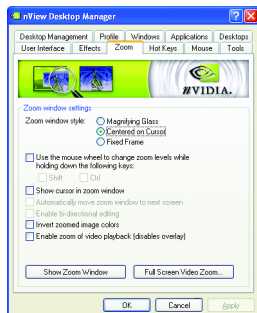 nView Desktop Manager
Desktop Management Profile Windows Applications Desktops
User Interface Effects Zoom Hot Keys Mouse Tools
NVIDIA.
Zoom window settings
Zoom window style:
Magnifying Glass
Centered on Cursor
Fixed Frame
Use the mouse wheel to change zoom levels while
holding down the following keys:
Shift Ctrl
Show cursor in zoom window
Automatically move zoom window to next screen
Enable bi-directional editing
Invert zoomed image colors
Enable zoom of video playback (disables overlay)
Show Zoom Window Full Screen Video Zoom...
OK Cancel Apply